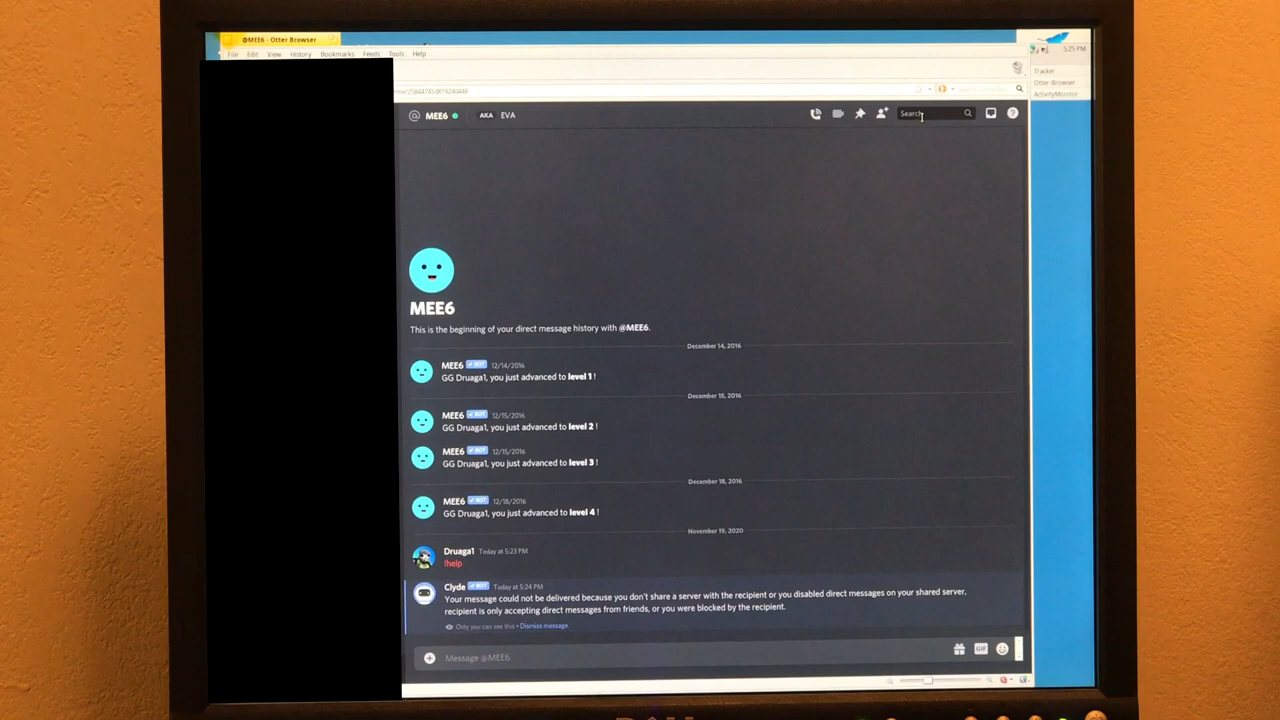 @MEE6 - Otter Browser
File Edit View History Bookmarks Feeds Tools Help
5:25 PM
Tracker
Otter Browser
ActivityMonitor
@ MEE6 AKA EVA
Search
MEE6
This is the beginning of your direct message history with @MEE6.
December 14, 2016
MEE6 ✓ BOT 12/14/2016
GG Druaga1, you just advanced to level 1 !
December 15, 2016
MEE6 ✓ BOT 12/15/2016
GG Druaga1, you just advanced to level 2 !
MEE6 ✓ BOT 12/15/2016
GG Druaga1, you just advanced to level 3 !
December 18, 2016
MEE6 ✓ BOT 12/18/2016
GG Druaga1, you just advanced to level 4 !
November 19, 2020
Druaga1 Today at 5:23 PM
!help
Clyde ✓ BOT Today at 5:24 PM
Your message could not be delivered because you don't share a server with the recipient or you disabled direct messages on your shared server,
recipient is only accepting direct messages from friends, or you were blocked by the recipient.
Only you can see this • Dismiss message.
Message @MEE6
GIF